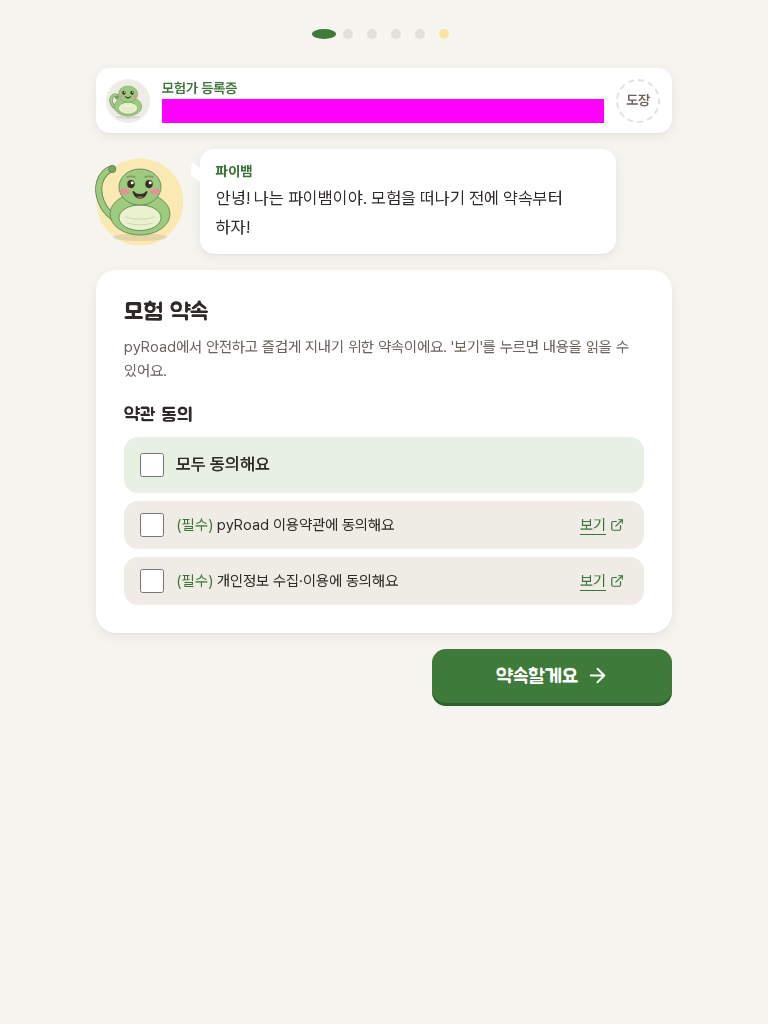 모험가 등록증
도장
파이뱀
안녕! 나는 파이뱀이야. 모험을 떠나기 전에 약속부터
하자!
모험 약속
pyRoad에서 안전하고 즐겁게 지내기 위한 약속이에요. '보기'를 누르면 내용을 읽을 수
있어요.
약관 동의
모두 동의해요
(필수) pyRoad 이용약관에 동의해요 보기
(필수) 개인정보 수집·이용에 동의해요 보기
약속할게요